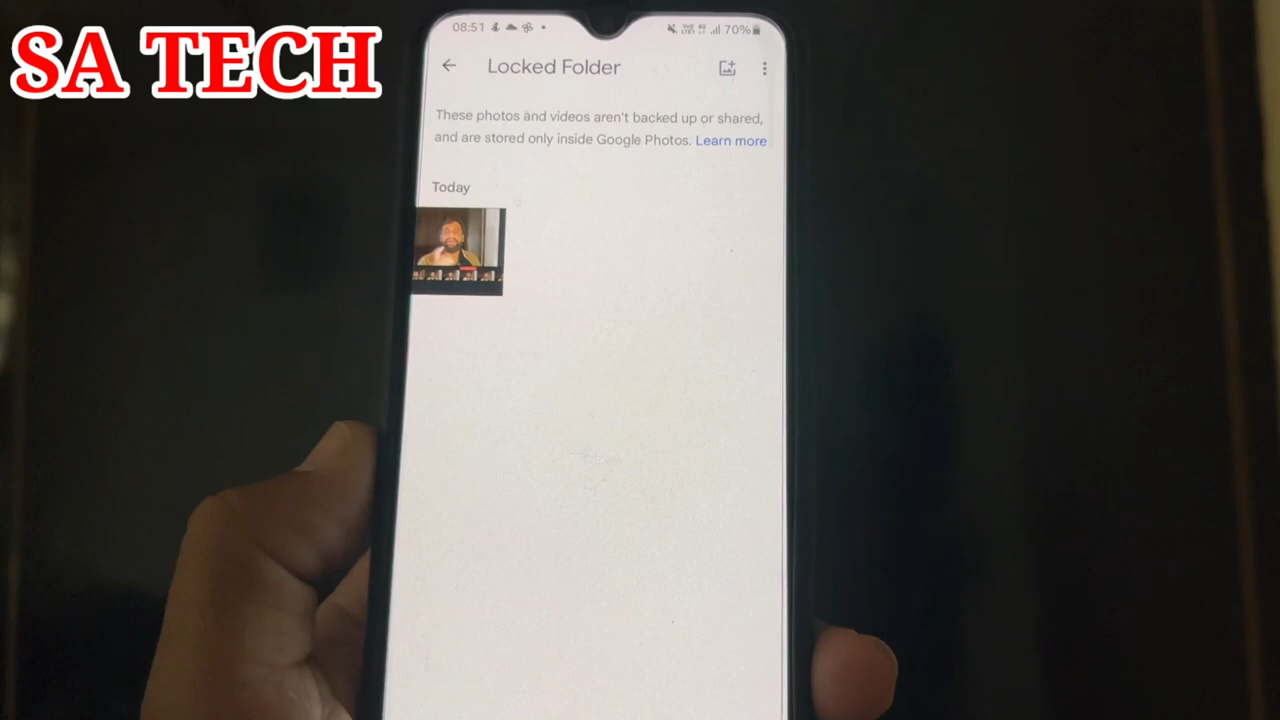 SA TECH
08:51
70%
Locked Folder
These photos and videos aren't backed up or shared,
and are stored only inside Google Photos. Learn more
Today